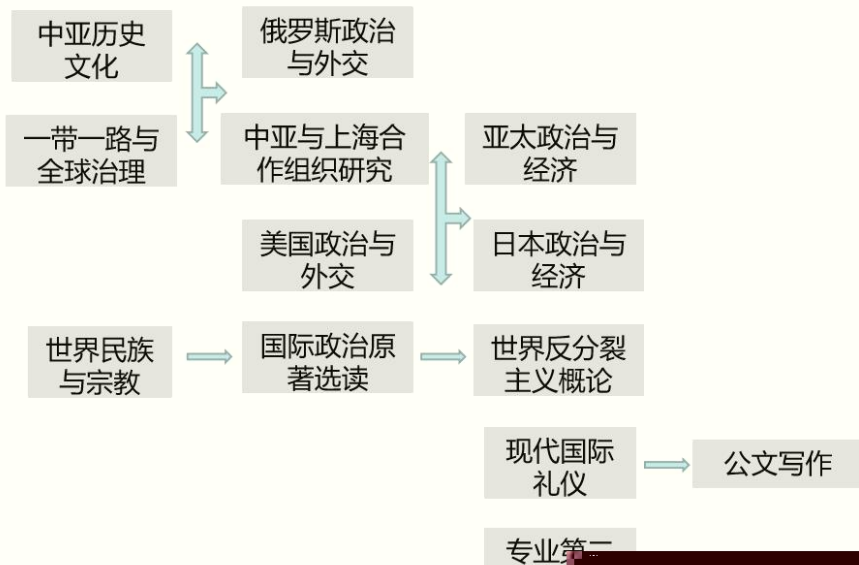 中亚历史
文化
俄罗斯政治
与外交
一带一路与
全球治理
中亚与上海合
作组织研究
亚太政治与
经济
美国政治与
外交
日本政治与
经济
世界民族
与宗教
国际政治原
著选读
世界反分裂
主义概论
现代国际
礼仪
公文写作
专业第二